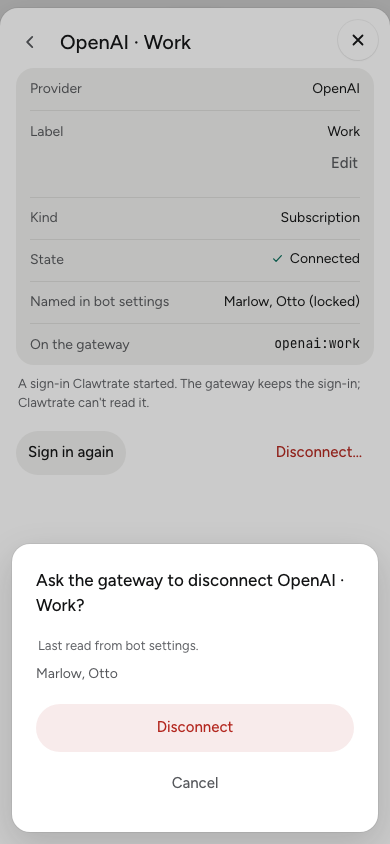 OpenAI · Work
Provider OpenAI
Label Work
Edit
Kind Subscription
State Connected
Named in bot settings Marlow, Otto (locked)
On the gateway openai:work
A sign-in Clawtrate started. The gateway keeps the sign-in;
Clawtrate can't read it.
Sign in again Disconnect...
Ask the gateway to disconnect OpenAI ·
Work?
Last read from bot settings.
Marlow, Otto
Disconnect
Cancel